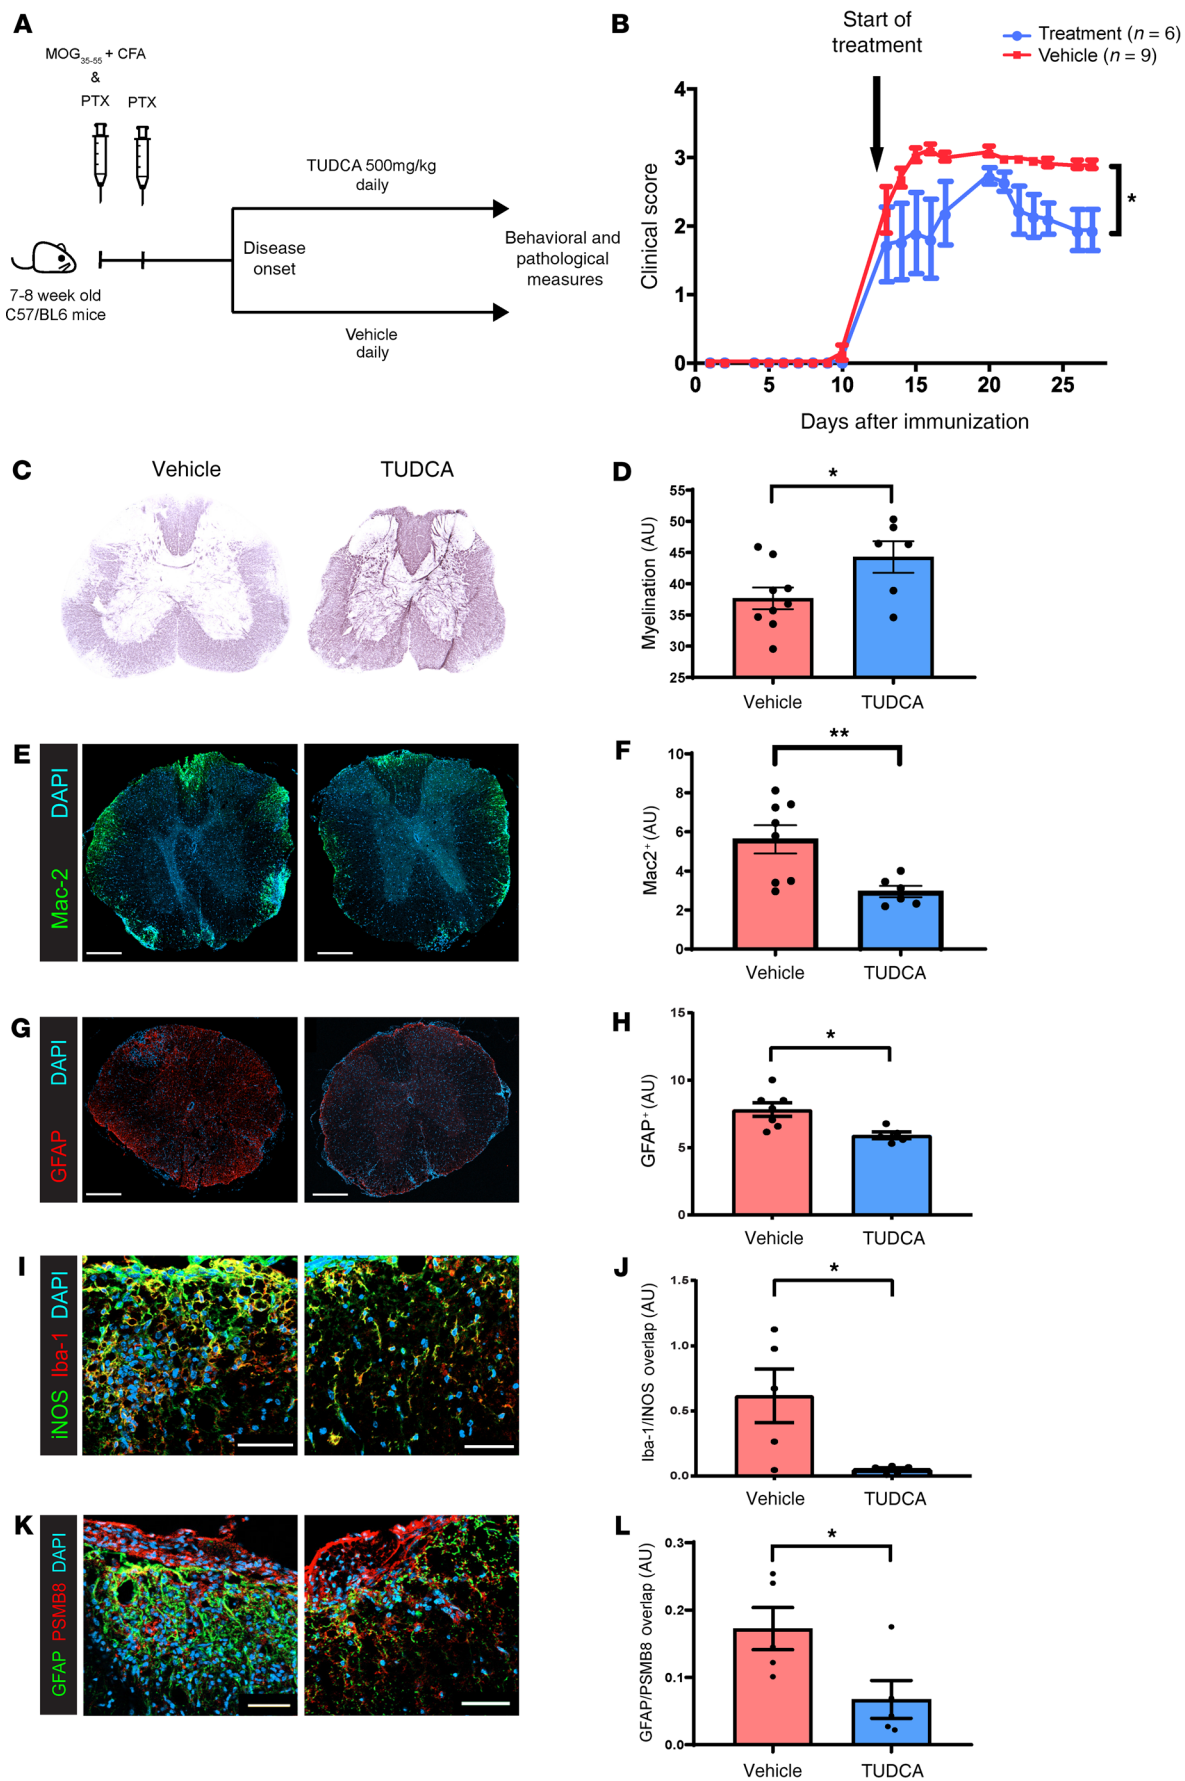 A
MOG35-55 + CFA
&
PTX PTX
TUDCA 500mg/kg
daily
Disease
onset
Behavioral and
pathological
measures
7-8 week old
C57/BL6 mice
Vehicle
daily
B
Start of
treatment
Treatment (n = 6)
Vehicle (n = 9)
Clinical score
4
3
2
1
0
*
0 5 10 15 20 25
Days after immunization
C
Vehicle TUDCA
D
*
Myelination (AU)
55
50
45
40
35
30
25
Vehicle TUDCA
E
Mac-2 DAPI
F
**
Mac2+ (AU)
10
8
6
4
2
0
Vehicle TUDCA
G
GFAP DAPI
H
*
GFAP+ (AU)
15
10
5
0
Vehicle TUDCA
I
iNOS Iba-1 DAPI
J
*
Iba-1/iNOS overlap (AU)
1.5
1.0
0.5
0.0
Vehicle TUDCA
K
GFAP PSMB8 DAPI
L
*
GFAP/PSMB8 overlap (AU)
0.3
0.2
0.1
0.0
Vehicle TUDCA